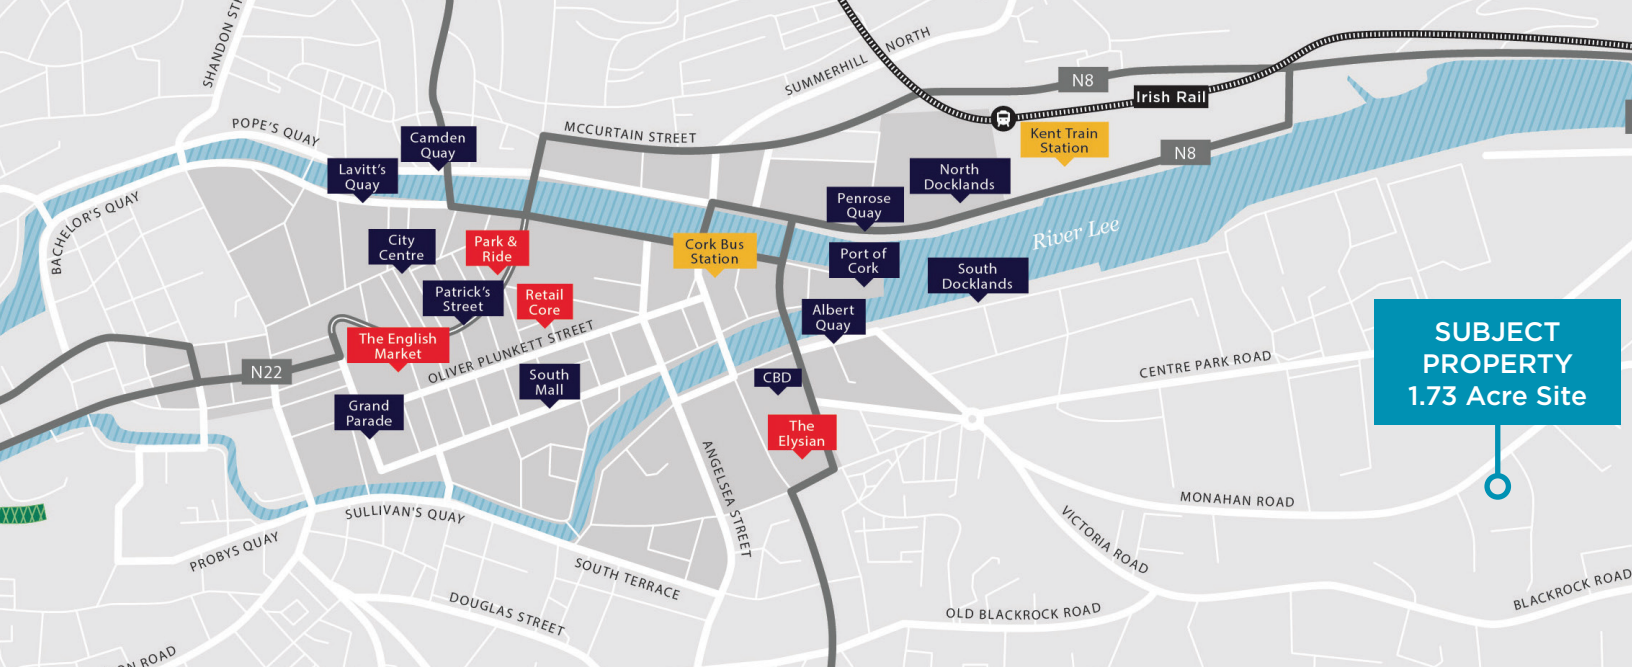 SHANDON ST
NORTH
SUMMERHILL
N8
Irish Rail
POPE'S QUAY
MCCURTAIN STREET
Camden
Quay
Kent Train
Station
N8
Lavitt's
Quay
North
Docklands
BACHELOR'S QUAY
Penrose
Quay
River Lee
City
Centre
Park &
Ride
Cork Bus
Station
Port of
Cork
South
Docklands
Patrick's
Street
Retail
Core
Albert
Quay
The English
Market
OLIVER PLUNKETT STREET
SUBJECT
PROPERTY
1.73 Acre Site
N22
South
Mall
CBD
CENTRE PARK ROAD
Grand
Parade
The
Elysian
ANGELSEA STREET
MONAHAN ROAD
SULLIVAN'S QUAY
VICTORIA ROAD
PROBYS QUAY
SOUTH TERRACE
BLACKROCK ROAD
DOUGLAS STREET
OLD BLACKROCK ROAD
ON ROAD